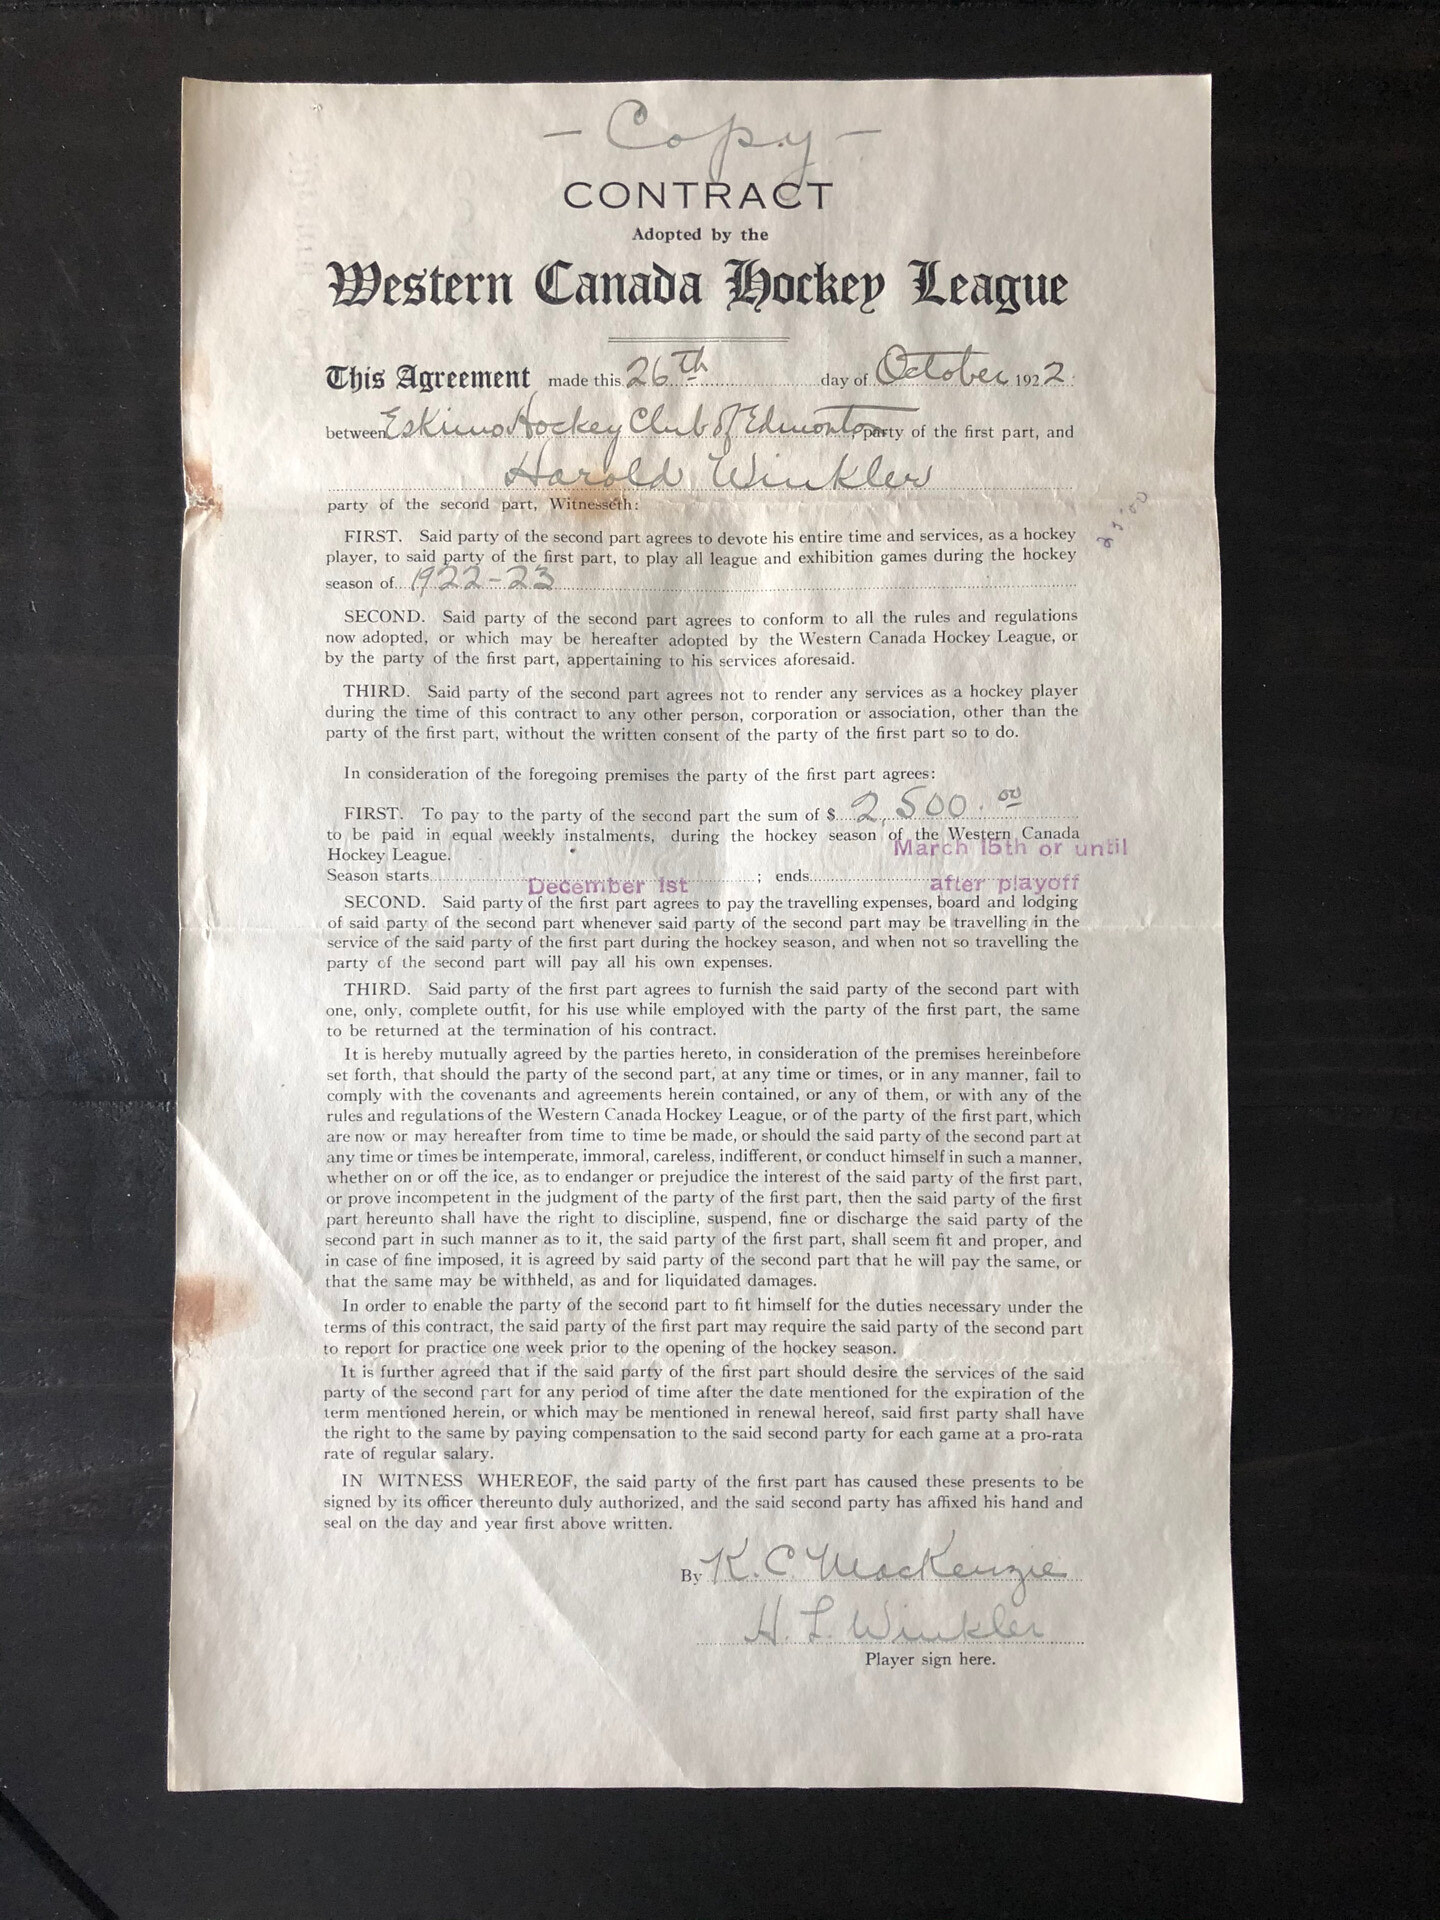 - Copy -
CONTRACT
Adopted by the
Western Canada Hockey League
This Agreement made this 26th day of October 1922
between Eskimo Hockey Club of Edmonton, party of the first part, and
Harold Winkler
party of the second part, Witnesseth:
FIRST. Said party of the second part agrees to devote his entire time and services, as a hockey
player, to said party of the first part, to play all league and exhibition games during the hockey
season of 1922-23
SECOND. Said party of the second part agrees to conform to all the rules and regulations
now adopted, or which may be hereafter adopted by the Western Canada Hockey League, or
by the party of the first part, appertaining to his services aforesaid.
THIRD. Said party of the second part agrees not to render any services as a hockey player
during the time of this contract to any other person, corporation or association, other than the
party of the first part, without the written consent of the party of the first part so to do.
In consideration of the foregoing premises the party of the first part agrees:
FIRST. To pay to the party of the second part the sum of $ 2,500.00
to be paid in equal weekly instalments, during the hockey season of the Western Canada
Hockey League. March 15th or until
Season starts December 1st ; ends after playoff
SECOND. Said party of the first part agrees to pay the travelling expenses, board and lodging
of said party of the second part whenever said party of the second part may be travelling in the
service of the said party of the first part during the hockey season, and when not so travelling the
party of the second part will pay all his own expenses.
THIRD. Said party of the first part agrees to furnish the said party of the second part with
one, only, complete outfit, for his use while employed with the party of the first part, the same
to be returned at the termination of his contract.
It is hereby mutually agreed by the parties hereto, in consideration of the premises hereinbefore
set forth, that should the party of the second part, at any time or times, or in any manner, fail to
comply with the covenants and agreements herein contained, or any of them, or with any of the
rules and regulations of the Western Canada Hockey League, or of the party of the first part, which
are now or may hereafter from time to time be made, or should the said party of the second part at
any time or times be intemperate, immoral, careless, indifferent, or conduct himself in such a manner,
whether on or off the ice, as to endanger or prejudice the interest of the said party of the first part,
or prove incompetent in the judgment of the party of the first part, then the said party of the first
part hereunto shall have the right to discipline, suspend, fine or discharge the said party of the
second part in such manner as to it, the said party of the first part, shall seem fit and proper, and
in case of fine imposed, it is agreed by said party of the second part that he will pay the same, or
that the same may be withheld, as and for liquidated damages.
In order to enable the party of the second part to fit himself for the duties necessary under the
terms of this contract, the said party of the first part may require the said party of the second part
to report for practice one week prior to the opening of the hockey season.
It is further agreed that if the said party of the first part should desire the services of the said
party of the second part for any period of time after the date mentioned for the expiration of the
term mentioned herein, or which may be mentioned in renewal hereof, said first party shall have
the right to the same by paying compensation to the said second party for each game at a pro-rata
rate of regular salary.
IN WITNESS WHEREOF, the said party of the first part has caused these presents to be
signed by its officer thereunto duly authorized, and the said second party has affixed his hand and
seal on the day and year first above written.
By K. C. MacKenzie
H. L. Winkler
Player sign here.